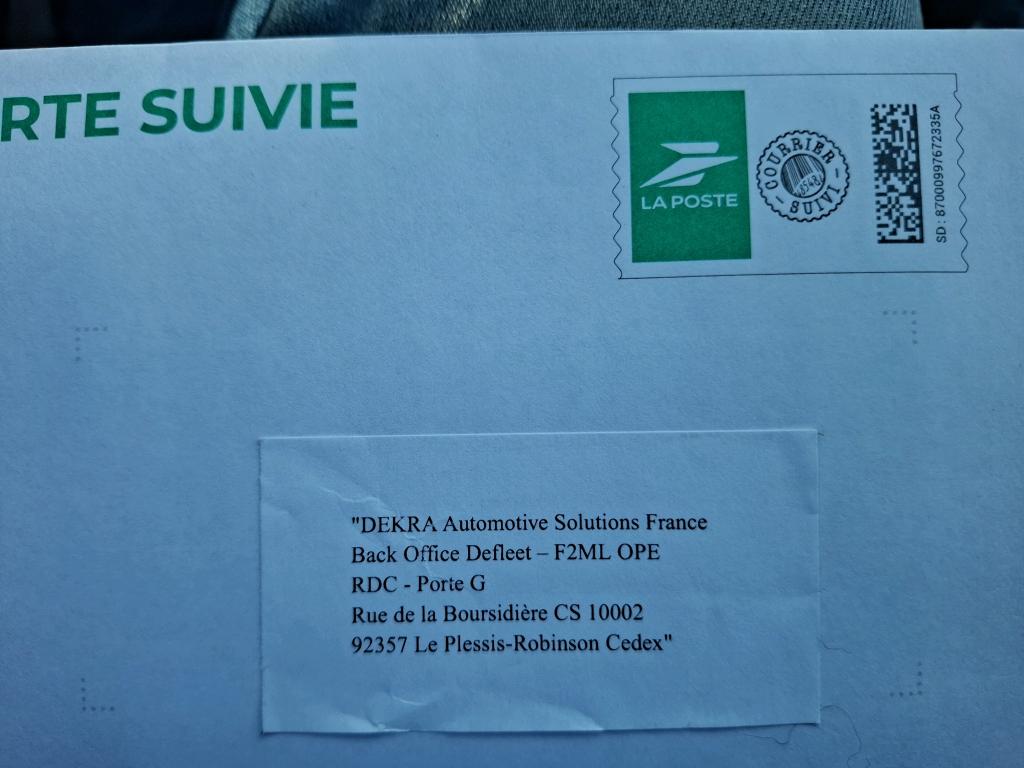 RTE SUIVIE
LA POSTE
COURRIER
SUIVI
SD : 87000997672335A
"DEKRA Automotive Solutions France
Back Office Defleet – F2ML OPE
RDC - Porte G
Rue de la Boursidière CS 10002
92357 Le Plessis-Robinson Cedex"